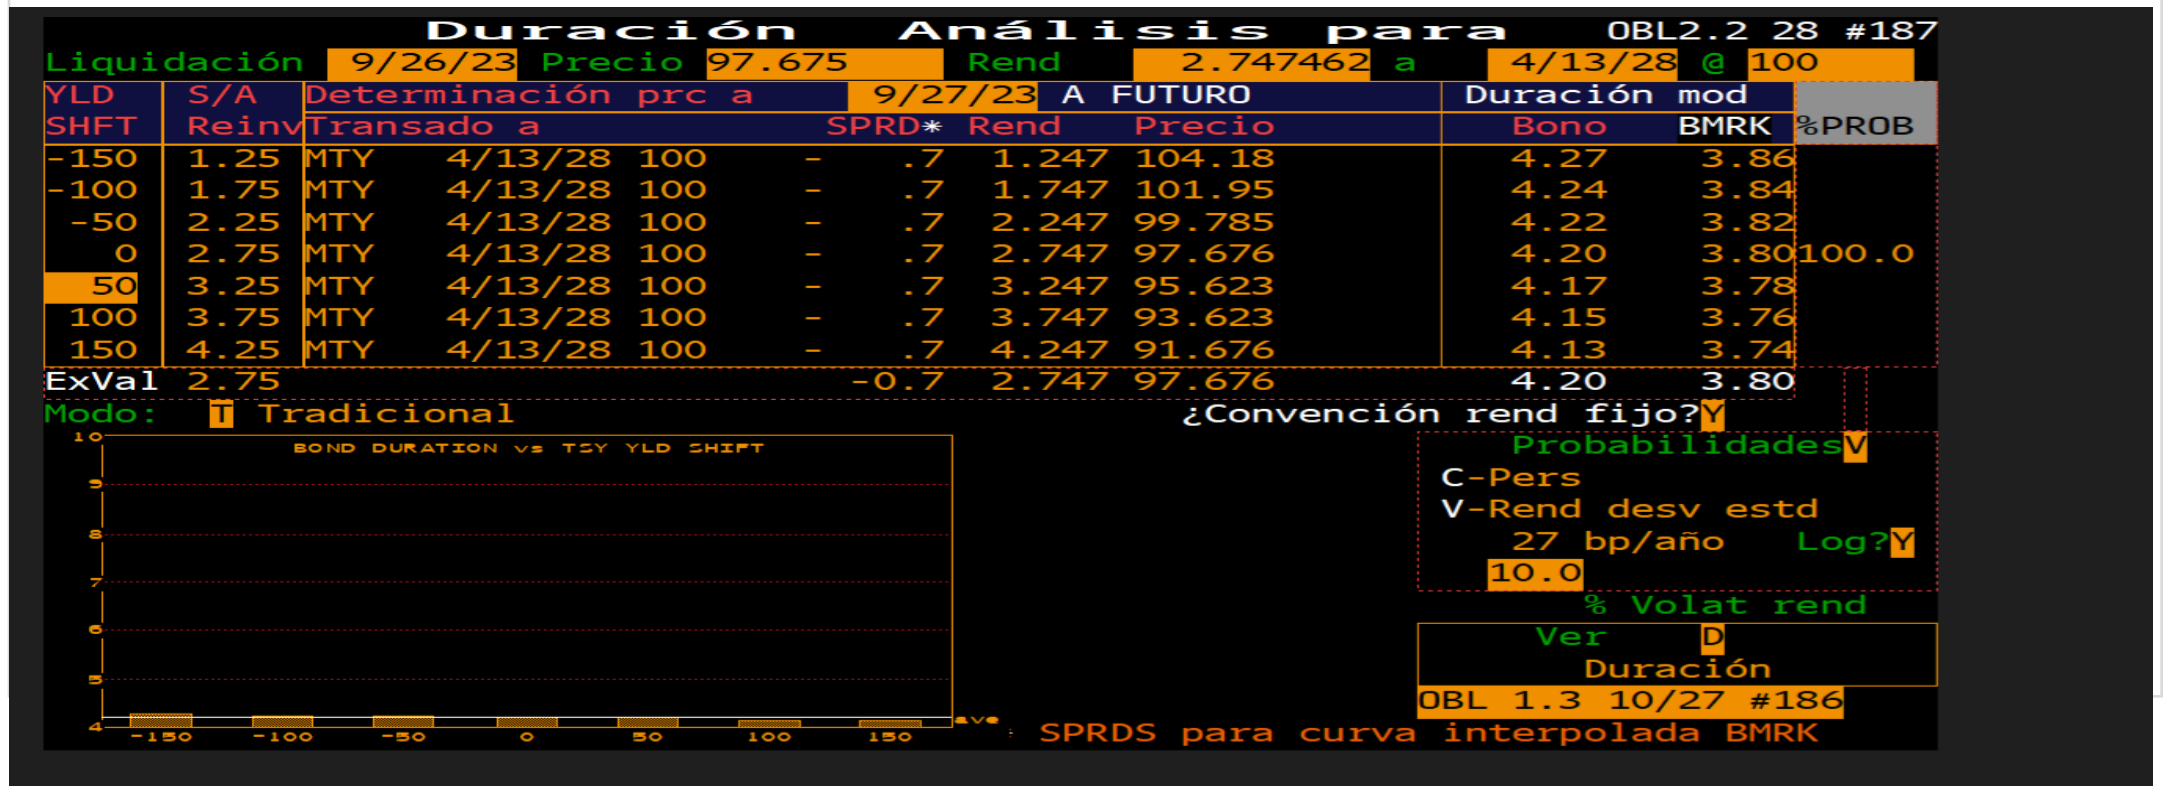 Duración Análisis para OBL2.2 28 #187
Liquidación 9/26/23 Precio 97.675 Rend 2.747462 a 4/13/28 @ 100
YLD S/A Determinación prc a 9/27/23 A FUTURO Duración mod
SHFT Reinv Transado a SPRD* Rend Precio Bono BMRK %PROB
-150 1.25 MTY 4/13/28 100 - .7 1.247 104.18 4.27 3.86
-100 1.75 MTY 4/13/28 100 - .7 1.747 101.95 4.24 3.84
-50 2.25 MTY 4/13/28 100 - .7 2.247 99.785 4.22 3.82
0 2.75 MTY 4/13/28 100 - .7 2.747 97.676 4.20 3.80 100.0
50 3.25 MTY 4/13/28 100 - .7 3.247 95.623 4.17 3.78
100 3.75 MTY 4/13/28 100 - .7 3.747 93.623 4.15 3.76
150 4.25 MTY 4/13/28 100 - .7 4.247 91.676 4.13 3.74
ExVal 2.75 -0.7 2.747 97.676 4.20 3.80
Modo: T Tradicional ¿Convención rend fijo? Y
BOND DURATION vs TSY YLD SHIFT
10
9
8
7
6
5
4
-150 -100 -50 0 50 100 150
ave
Probabilidades V
C-Pers
V-Rend desv estd
27 bp/año Log? Y
10.0
% Volat rend
Ver D
Duración
OBL 1.3 10/27 #186
SPRDS para curva interpolada BMRK